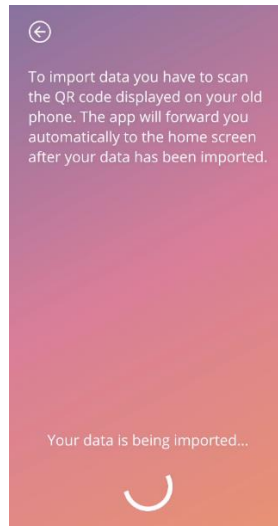 To import data you have to scan
the QR code displayed on your old
phone. The app will forward you
automatically to the home screen
after your data has been imported.
Your data is being imported...